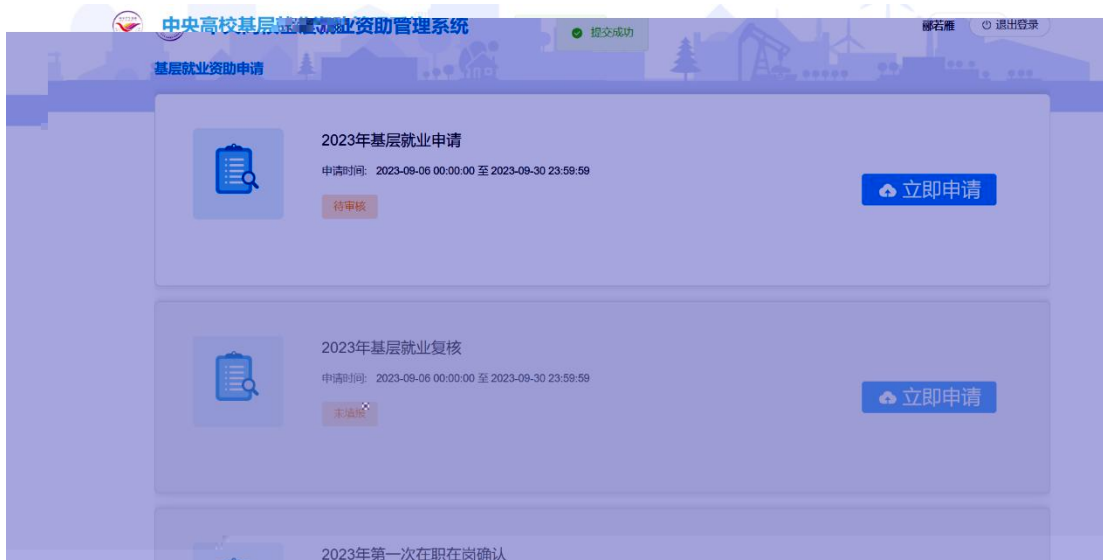 中央高校基层就业资助管理系统
提交成功
郦若雁
退出登录
基层就业资助申请
2023年基层就业申请
申请时间: 2023-09-06 00:00:00 至 2023-09-30 23:59:59
待审核
立即申请
2023年基层就业复核
申请时间: 2023-09-06 00:00:00 至 2023-09-30 23:59:59
未填报
立即申请
2023年第一次在职在岗确认